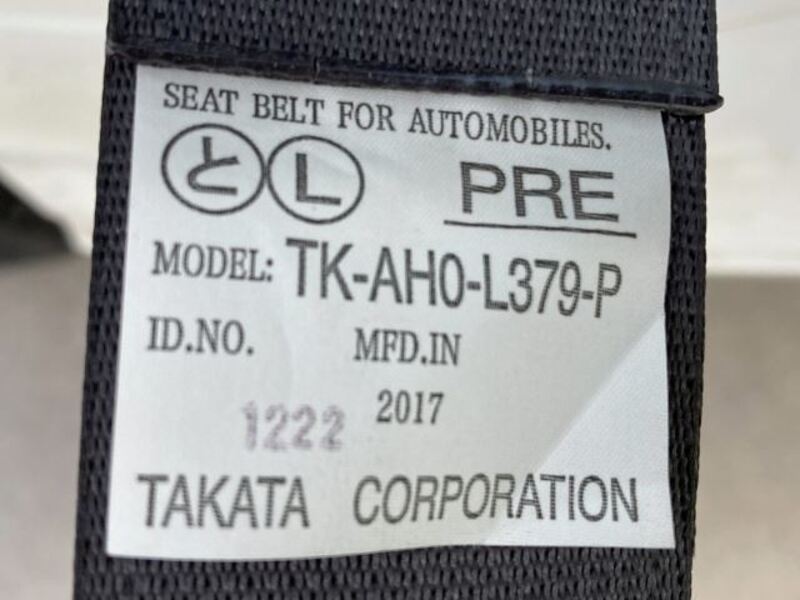 SEAT BELT FOR AUTOMOBILES.
と L PRE
MODEL: TK-AH0-L379-P
ID.NO. MFD.IN
1222 2017
TAKATA CORPORATION